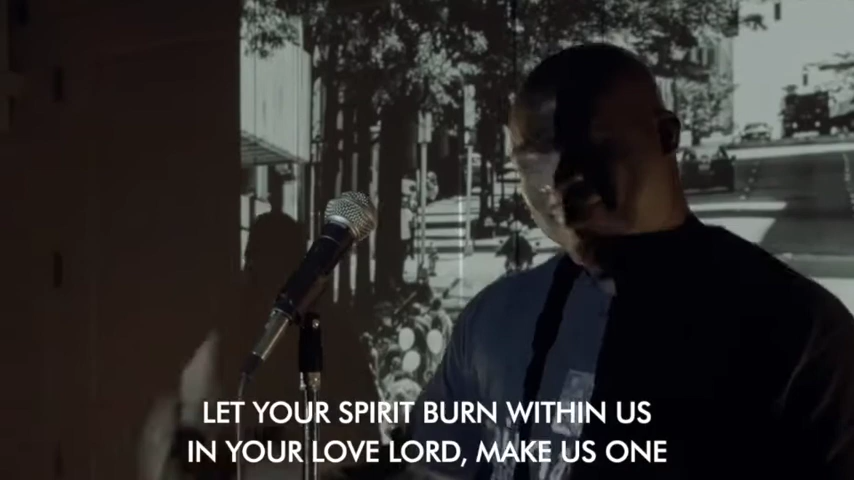 LET YOUR SPIRIT BURN WITHIN US
IN YOUR LOVE LORD, MAKE US ONE